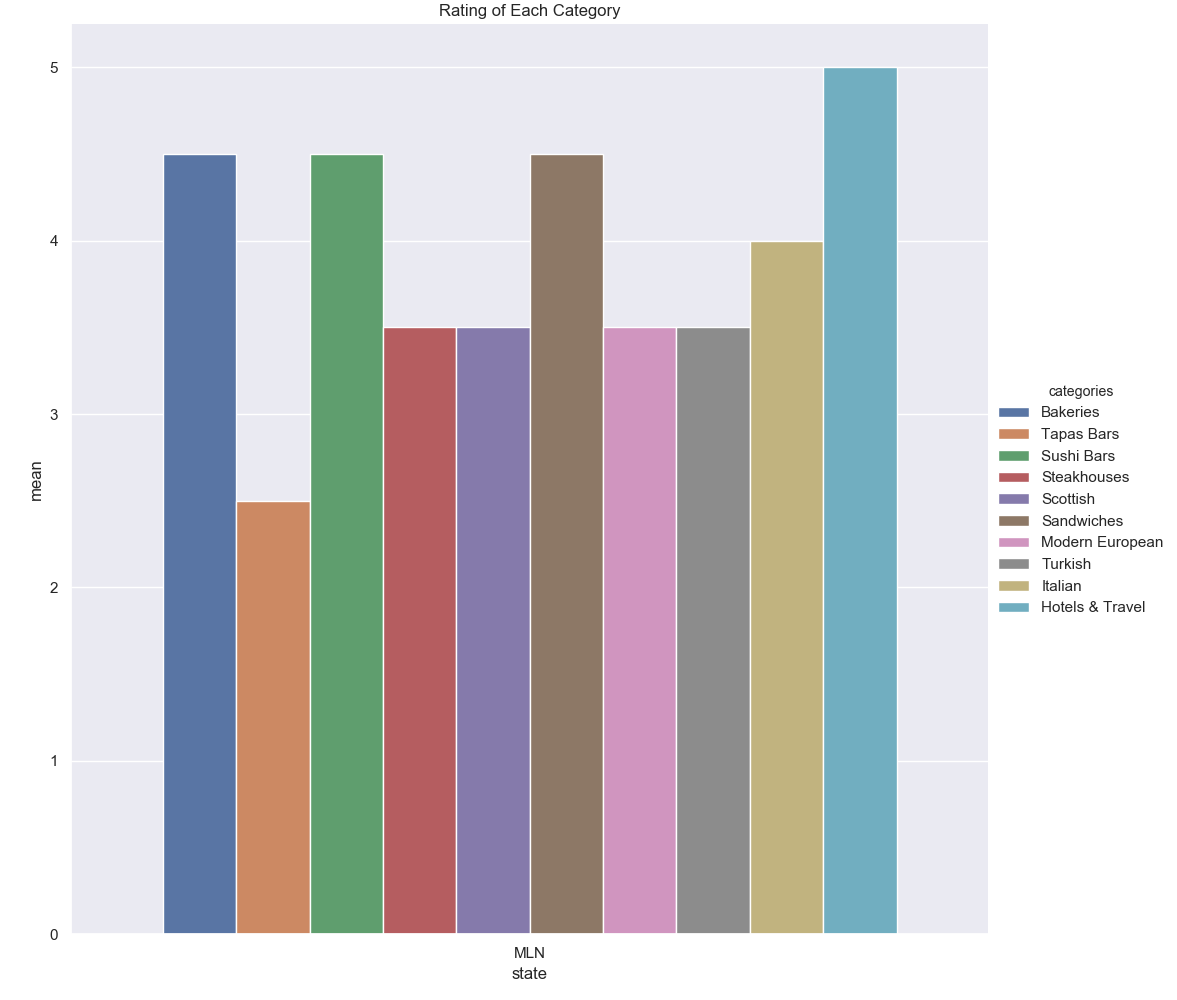 Rating of Each Category
5
4
3
2
1
0
mean
MLN
state
categories
Bakeries
Tapas Bars
Sushi Bars
Steakhouses
Scottish
Sandwiches
Modern European
Turkish
Italian
Hotels & Travel